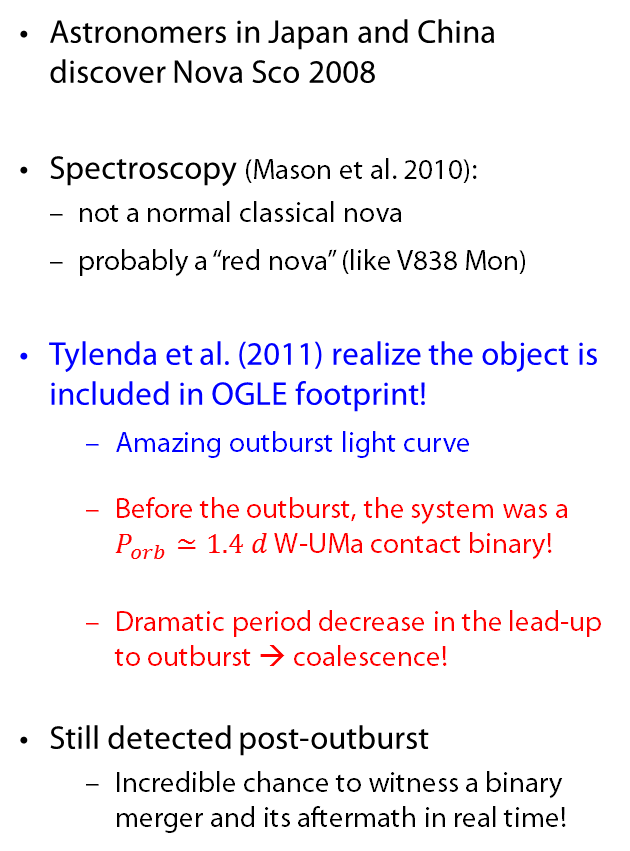 • Astronomers in Japan and China
discover Nova Sco 2008
• Spectroscopy (Mason et al. 2010):
– not a normal classical nova
– probably a “red nova” (like V838 Mon)
• Tylenda et al. (2011) realize the object is
included in OGLE footprint!
– Amazing outburst light curve
– Before the outburst, the system was a
P_orb ≃ 1.4 d W-UMa contact binary!
– Dramatic period decrease in the lead-up
to outburst → coalescence!
• Still detected post-outburst
– Incredible chance to witness a binary
merger and its aftermath in real time!